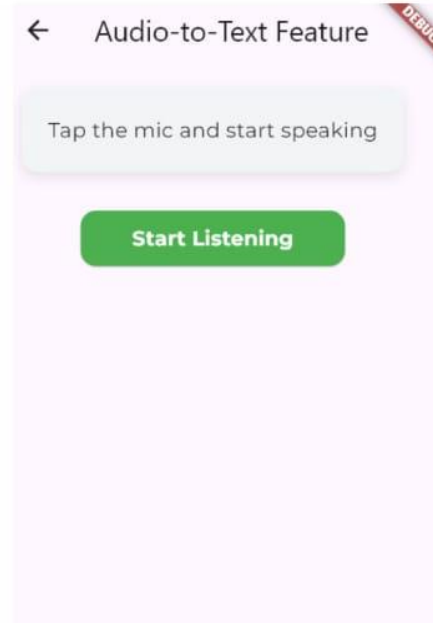 Audio-to-Text Feature
DEBUG
Tap the mic and start speaking
Start Listening